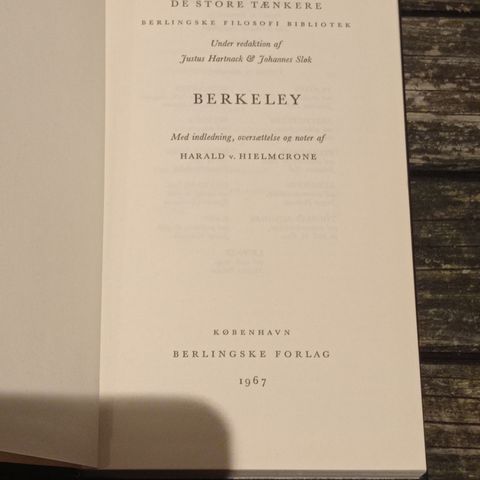 DE STORE TÆNKERE
BERLINGSKE FILOSOFI BIBLIOTEK
Under redaktion af
Justus Hartnack & Johannes Sløk
BERKELEY
Med indledning, oversættelse og noter af
HARALD v. HIELMCRONE
KØBENHAVN
BERLINGSKE FORLAG
1967